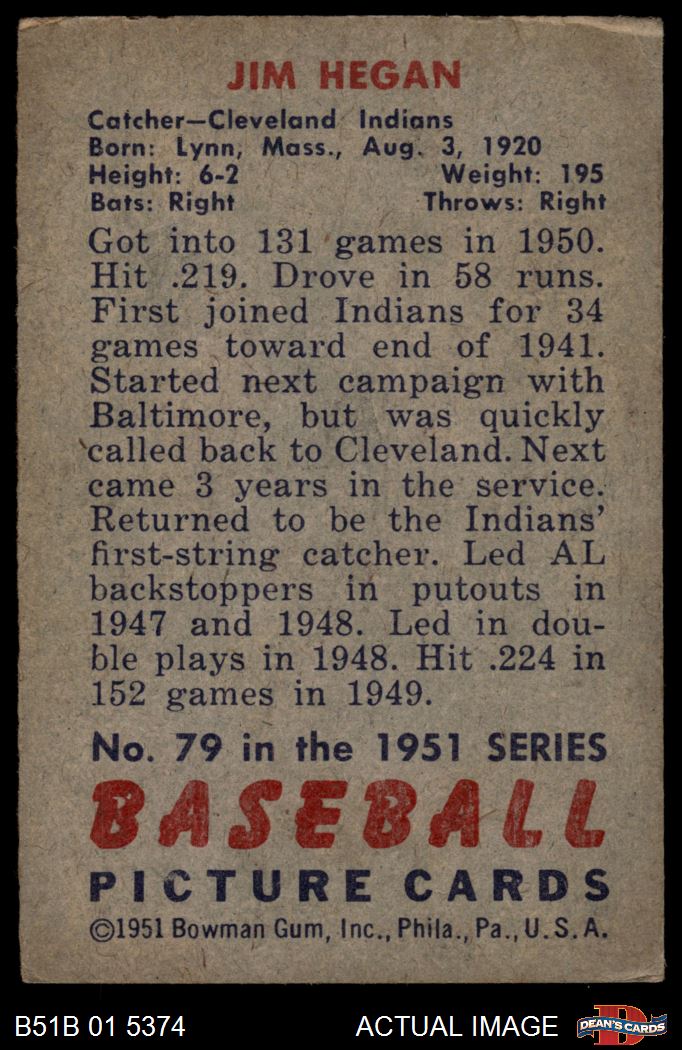 JIM HEGAN
Catcher—Cleveland Indians
Born: Lynn, Mass., Aug. 3, 1920
Height: 6-2 Weight: 195
Bats: Right Throws: Right
Got into 131 games in 1950.
Hit .219. Drove in 58 runs.
First joined Indians for 34
games toward end of 1941.
Started next campaign with
Baltimore, but was quickly
called back to Cleveland. Next
came 3 years in the service.
Returned to be the Indians'
first-string catcher. Led AL
backstoppers in putouts in
1947 and 1948. Led in dou-
ble plays in 1948. Hit .224 in
152 games in 1949.
No. 79 in the 1951 SERIES
BASEBALL
PICTURE CARDS
©1951 Bowman Gum, Inc., Phila., Pa., U.S.A.
B51B 01 5374 ACTUAL IMAGE
D
DEAN'S CARDS